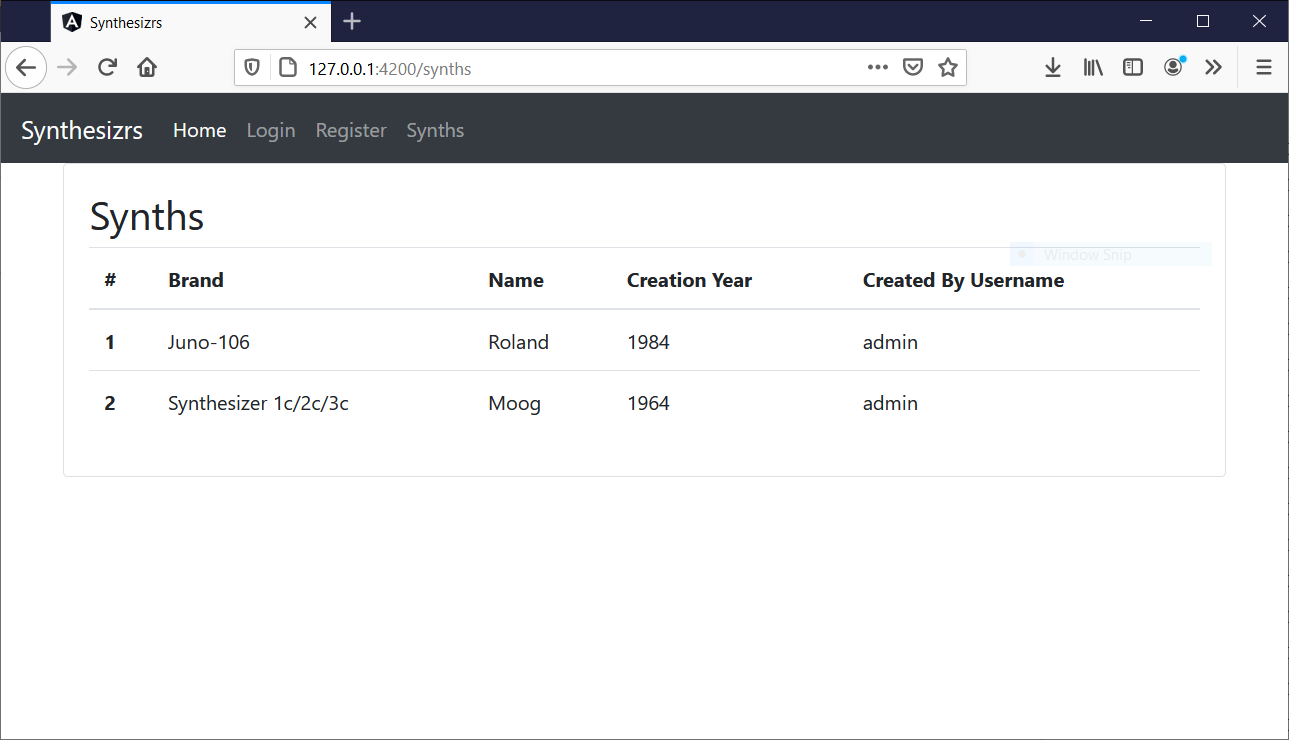 Synthesizrs
127.0.0.1:4200/synths
Synthesizrs Home Login Register Synths
Synths
Window Snip
# Brand Name Creation Year Created By Username
1 Juno-106 Roland 1984 admin
2 Synthesizer 1c/2c/3c Moog 1964 admin